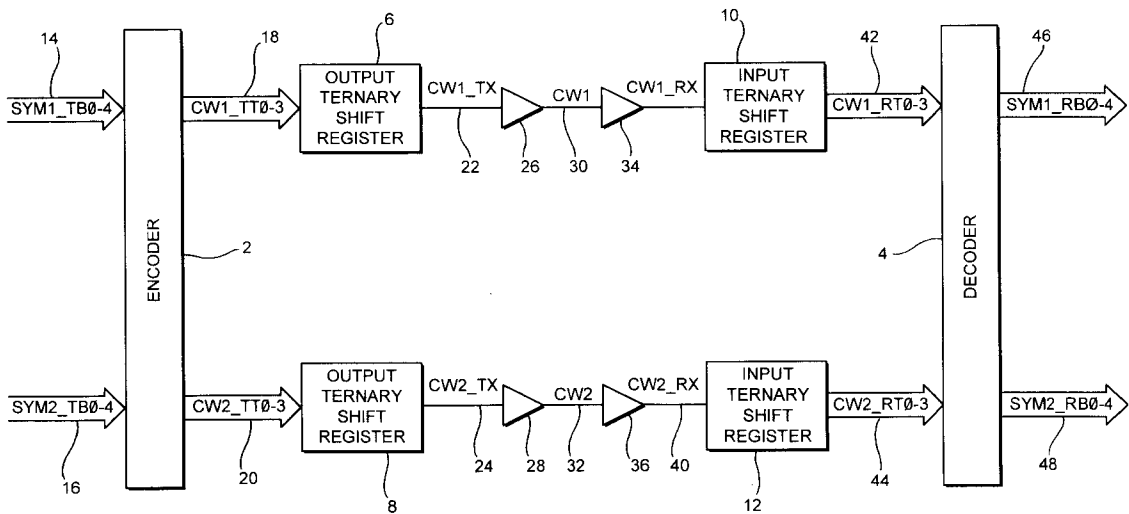 6
10
14
18
42
46
OUTPUT
TERNARY
SHIFT
REGISTER
INPUT
TERNARY
SHIFT
REGISTER
SYM1_TBØ-4
CW1_TTØ-3
CW1_TX
CW1
CW1_RX
CW1_RTØ-3
SYM1_RBØ-4
22
26
30
34
ENCODER
2
4
DECODER
OUTPUT
TERNARY
SHIFT
REGISTER
INPUT
TERNARY
SHIFT
REGISTER
SYM2_TBØ-4
CW2_TTØ-3
CW2_TX
CW2
CW2_RX
CW2_RTØ-3
SYM2_RBØ-4
16
20
24
28
32
36
40
44
48
8
12